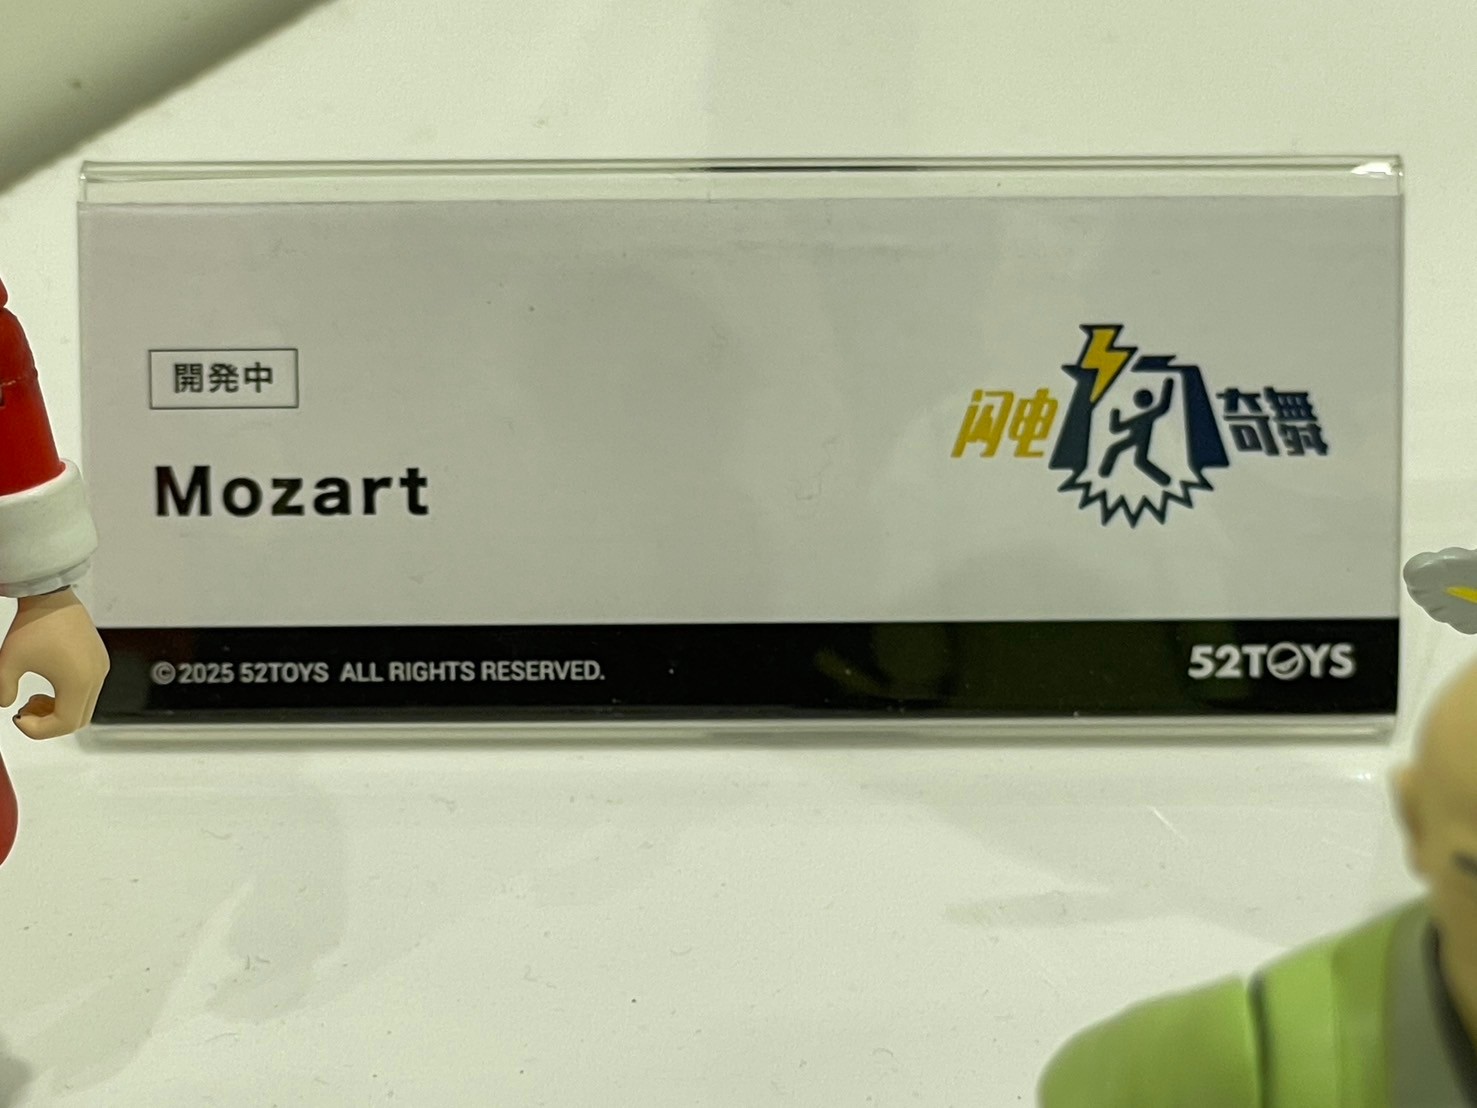 開発中
Mozart
闪电奇舞
© 2025 52TOYS ALL RIGHTS RESERVED.
52TOYS